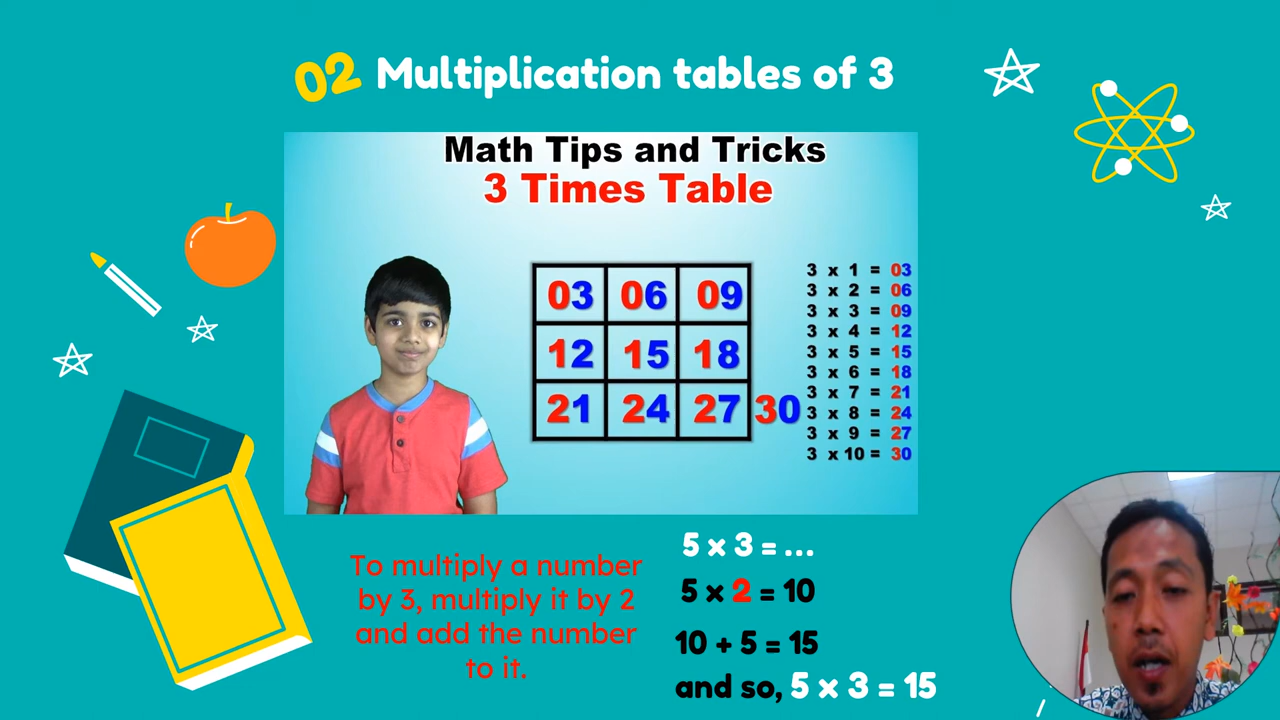 02 Multiplication tables of 3
Math Tips and Tricks
3 Times Table
03 06 09
12 15 18
21 24 27 30
3 x 1 = 03
3 x 2 = 06
3 x 3 = 09
3 x 4 = 12
3 x 5 = 15
3 x 6 = 18
3 x 7 = 21
3 x 8 = 24
3 x 9 = 27
3 x 10 = 30
To multiply a number
by 3, multiply it by 2
and add the number
to it.
5 × 3 = ...
5 × 2 = 10
10 + 5 = 15
and so, 5 × 3 = 15